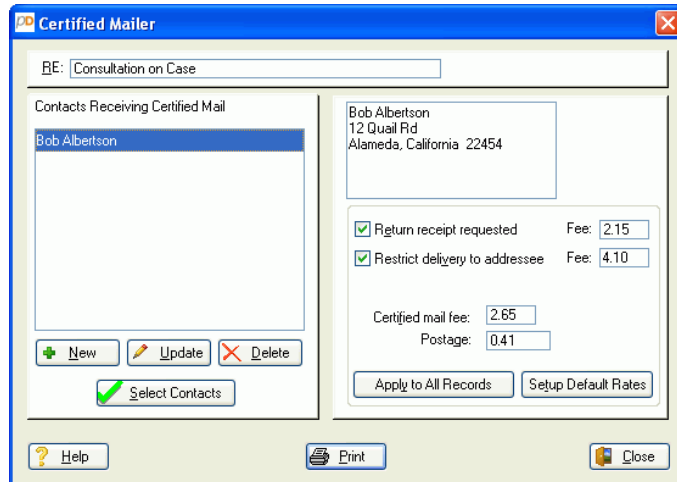 PD Certified Mailer
RE: Consultation on Case
Contacts Receiving Certified Mail
Bob Albertson
New Update Delete
Select Contacts
Bob Albertson
12 Quail Rd
Alameda, California 22454
Return receipt requested Fee: 2.15
Restrict delivery to addressee Fee: 4.10
Certified mail fee: 2.65
Postage: 0.41
Apply to All Records Setup Default Rates
Help Print Close